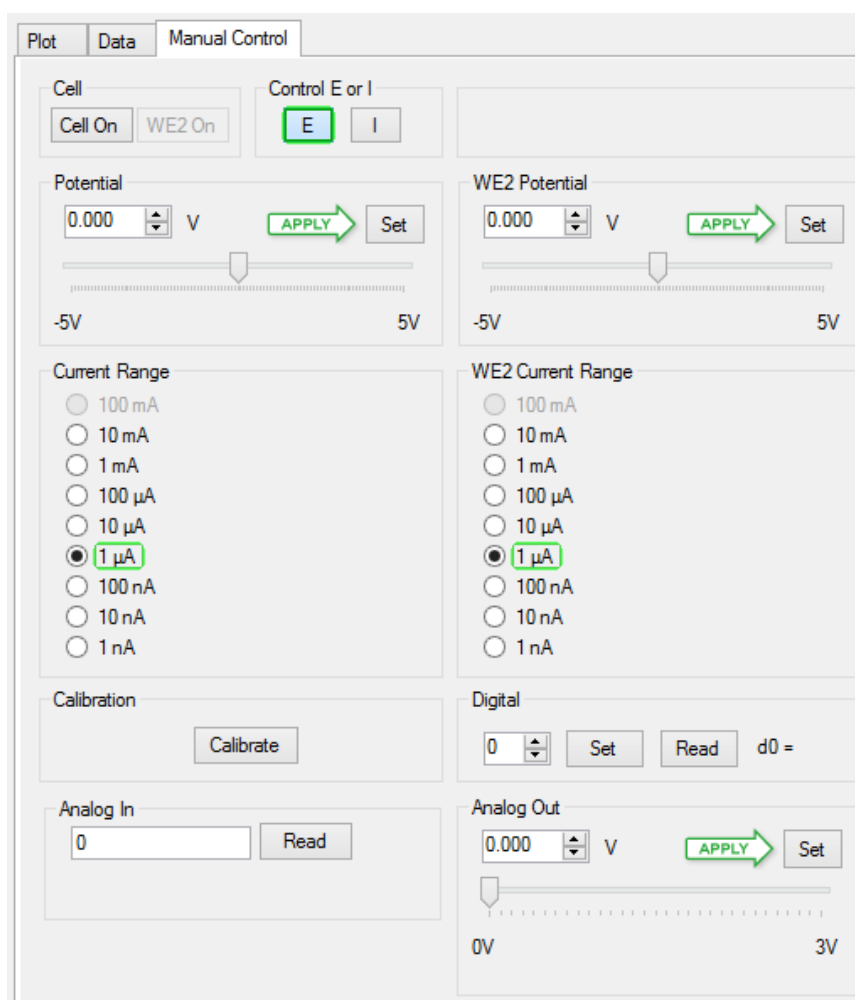 Plot Data Manual Control
Cell Control E or I
Cell On WE2 On E I
Potential WE2 Potential
0.000 V APPLY Set 0.000 V APPLY Set
-5V 5V -5V 5V
Current Range WE2 Current Range
100 mA 100 mA
10 mA 10 mA
1 mA 1 mA
100 µA 100 µA
10 µA 10 µA
1 µA 1 µA
100 nA 100 nA
10 nA 10 nA
1 nA 1 nA
Calibration Digital
Calibrate 0 Set Read d0 =
Analog In Analog Out
0 Read 0.000 V APPLY Set
0V 3V